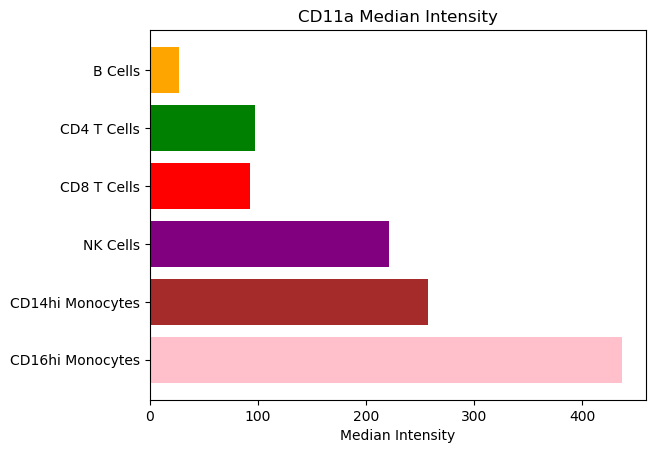 CD11a Median Intensity
B Cells
CD4 T Cells
CD8 T Cells
NK Cells
CD14hi Monocytes
CD16hi Monocytes
0 100 200 300 400
Median Intensity